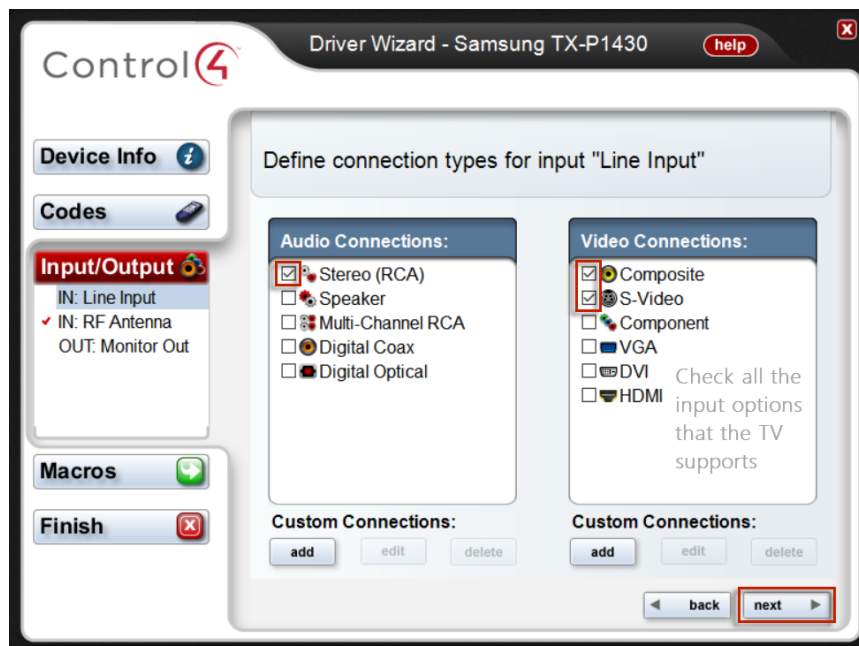 Control4
Driver Wizard - Samsung TX-P1430
help
X
Device Info
Codes
Input/Output
IN: Line Input
IN: RF Antenna
OUT: Monitor Out
Macros
Finish
Define connection types for input "Line Input"
Audio Connections:
Stereo (RCA)
Speaker
Multi-Channel RCA
Digital Coax
Digital Optical
Custom Connections:
add edit delete
Video Connections:
Composite
S-Video
Component
VGA
DVI
HDMI
Check all the
input options
that the TV
supports
Custom Connections:
add edit delete
back next